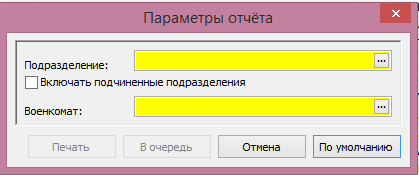 Параметры отчёта
Подразделение:
Включать подчиненные подразделения
Военкомат:
Печать В очередь Отмена По умолчанию